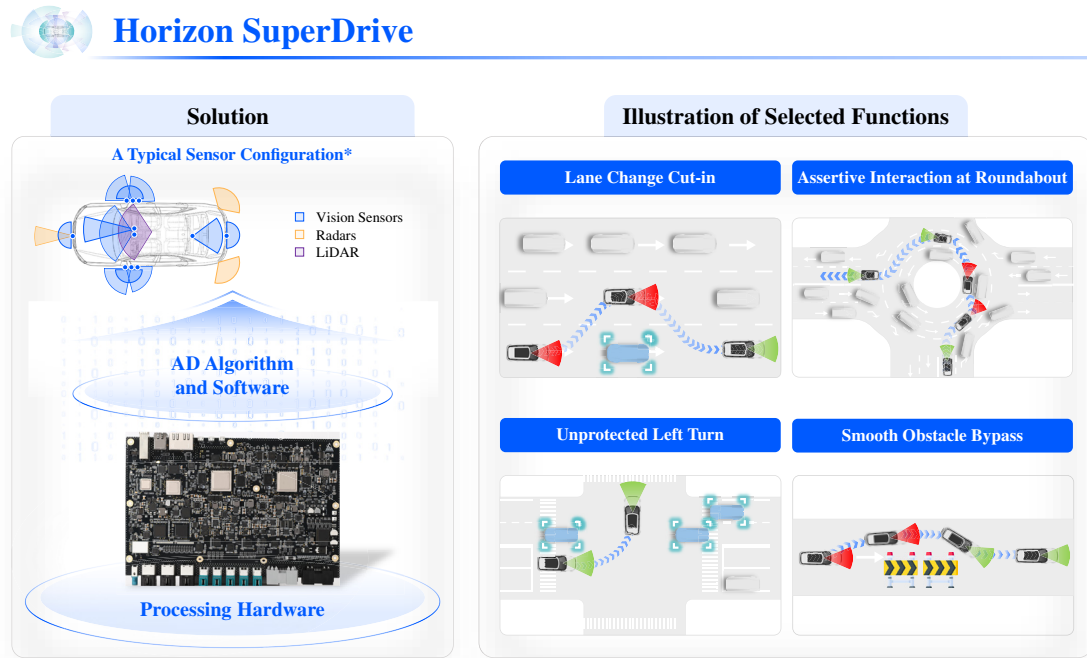 Horizon SuperDrive
Solution
A Typical Sensor Configuration*
Vision Sensors
Radars
LiDAR
AD Algorithm
and Software
Processing Hardware
Illustration of Selected Functions
Lane Change Cut-in
Assertive Interaction at Roundabout
Unprotected Left Turn
Smooth Obstacle Bypass